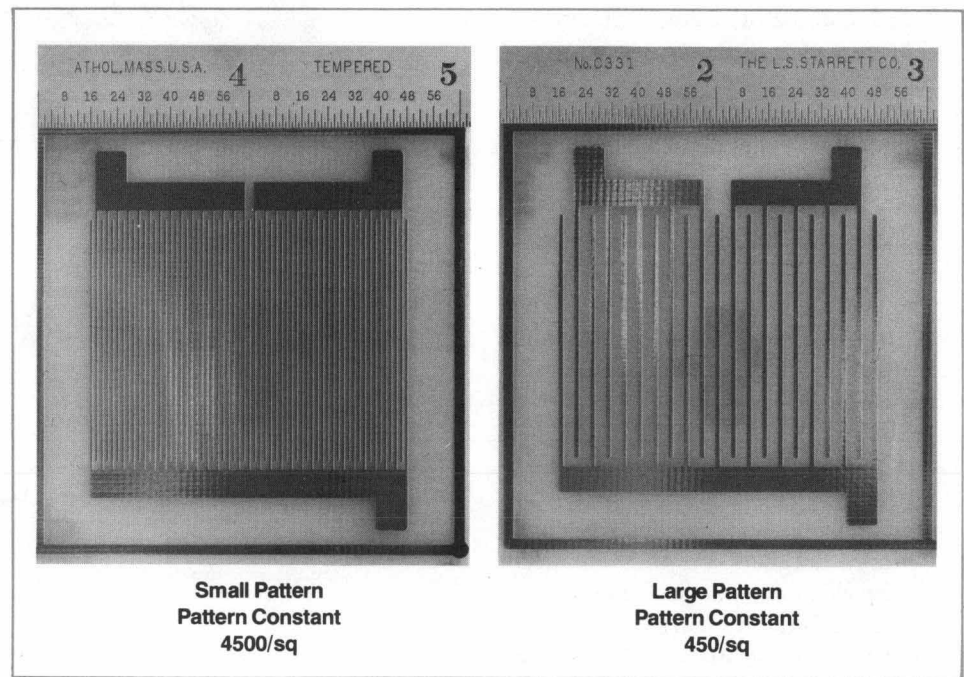 ATHOL, MASS. U.S.A. 4 TEMPERED 5
8 16 24 32 40 48 56 8 16 24 32 40 48 56
No. C331 2 THE L.S. STARRETT CO. 3
8 16 24 32 40 48 56 8 16 24 32 40 48 56
Small Pattern
Pattern Constant
4500/sq
Large Pattern
Pattern Constant
450/sq